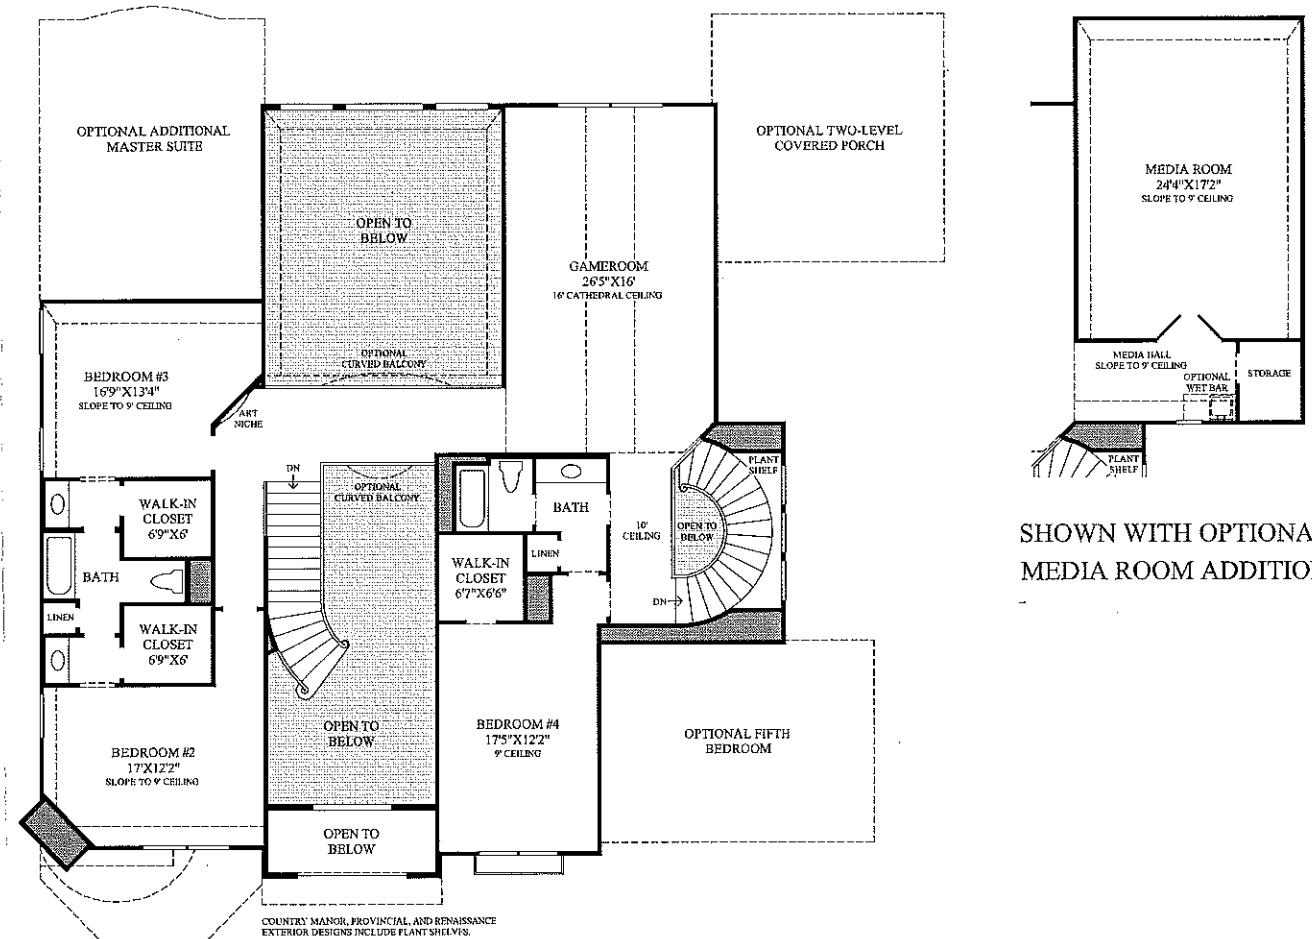 OPTIONAL ADDITIONAL
MASTER SUITE
OPEN TO
BELOW
OPTIONAL
CURVED BALCONY
GAMEROOM
26'5"X16'
16' CATHEDRAL CEILING
OPTIONAL TWO-LEVEL
COVERED PORCH
MEDIA ROOM
24'4"X17'2"
SLOPE TO 9' CEILING
MEDIA HALL
SLOPE TO 9' CEILING
OPTIONAL
WET BAR
STORAGE
PLANT
SHELF
SHOWN WITH OPTIONA
MEDIA ROOM ADDITIO
BEDROOM #3
16'9"X13'4"
SLOPE TO 9' CEILING
ART
NICHE
DN
OPTIONAL
CURVED BALCONY
WALK-IN
CLOSET
6'9"X6'
BATH
LINEN
WALK-IN
CLOSET
6'9"X6'
BATH
LINEN
WALK-IN
CLOSET
6'7"X6'6"
10'
CEILING
PLANT
SHELF
OPEN TO
BELOW
DN
BEDROOM #2
17'X12'2"
SLOPE TO 9' CEILING
OPEN TO
BELOW
OPEN TO
BELOW
BEDROOM #4
17'5"X12'2"
9' CEILING
OPTIONAL FIFTH
BEDROOM
COUNTRY MANOR, PROVINCIAL, AND RENAISSANCE
EXTERIOR DESIGNS INCLUDE PLANT SHELVES.